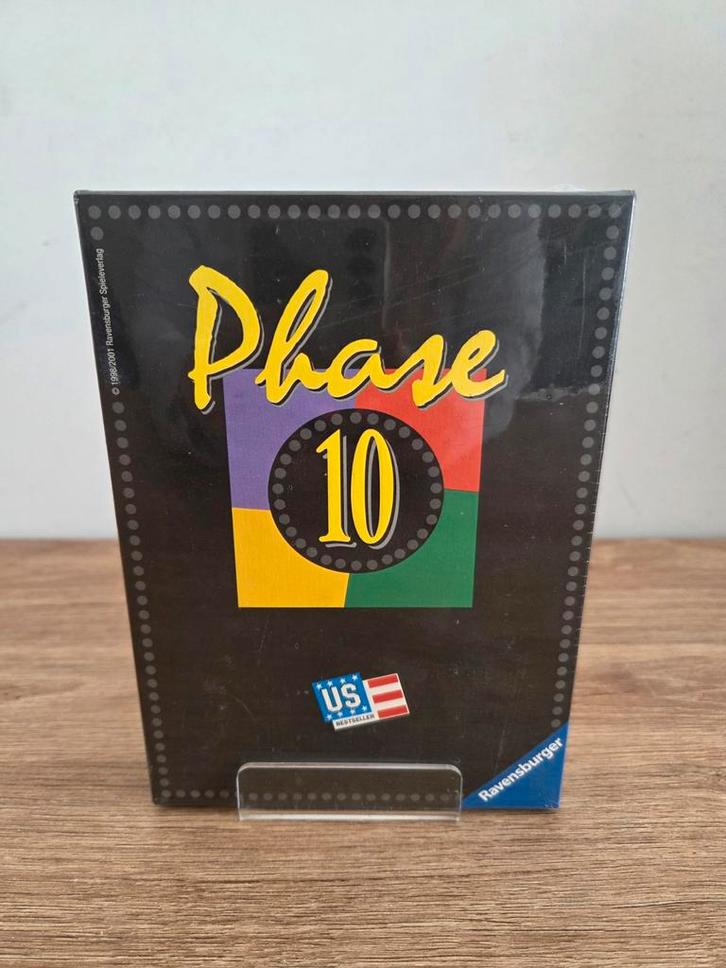 Phase
10
© 1998/2001 Ravensburger Spieleverlag
US
BESTSELLER
Ravensburger